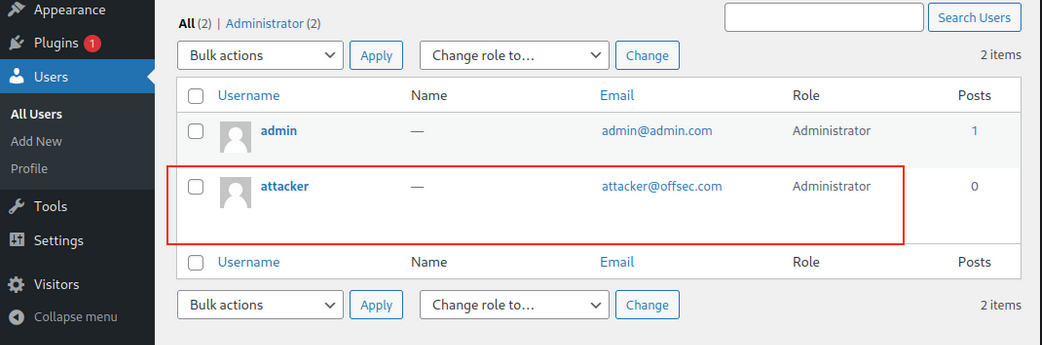 Appearance
Plugins 1
Users
All Users
Add New
Profile
Tools
Settings
Visitors
Collapse menu
All (2) | Administrator (2)
Search Users
Bulk actions Apply Change role to... Change 2 items
Username Name Email Role Posts
admin — admin@admin.com Administrator 1
attacker — attacker@offsec.com Administrator 0
Username Name Email Role Posts
Bulk actions Apply Change role to... Change 2 items